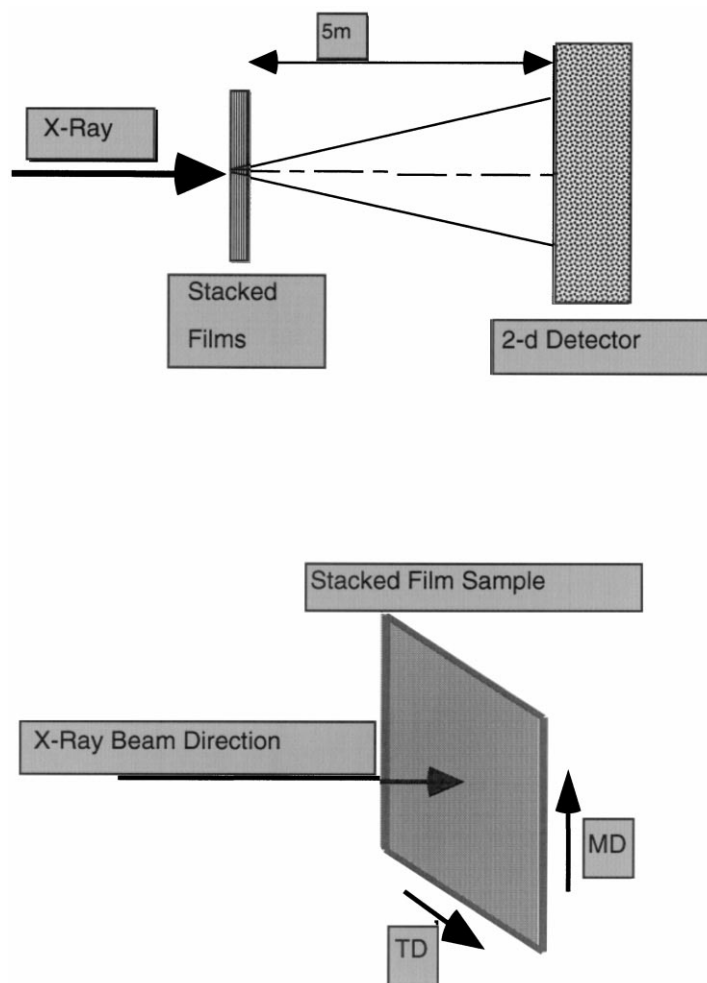 5m
X-Ray
Stacked
Films
2-d Detector
Stacked Film Sample
X-Ray Beam Direction
MD
TD